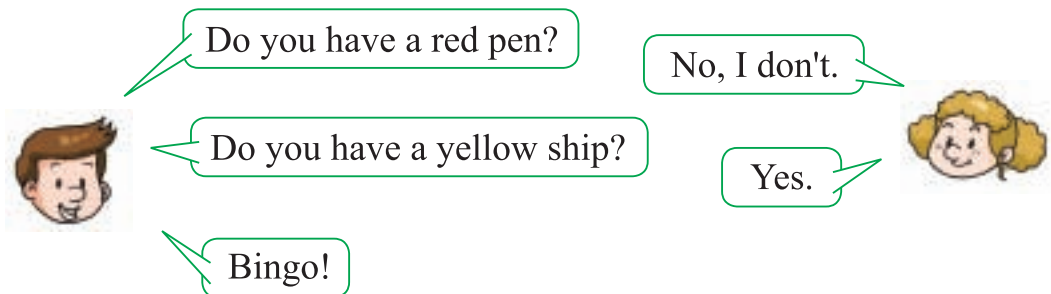 Do you have a red pen?
No, I don't.
Do you have a yellow ship?
Yes.
Bingo!